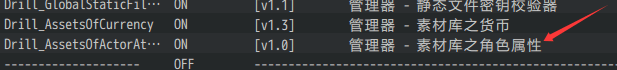 Drill_GlobalStaticFil… ON [v1.1] 管理器 - 静态文件密钥校验器
Drill_AssetsOfCurrency ON [v1.3] 管理器 - 素材库之货币
Drill_AssetsOfActorAt… ON [v1.0] 管理器 - 素材库之角色属性
------------------- OFF ----------------------------------------